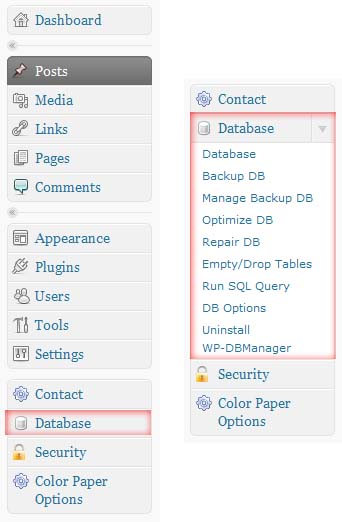 Dashboard
Posts
Media
Links
Pages
Comments
Appearance
Plugins
Users
Tools
Settings
Contact
Database
Security
Color Paper
Options
Contact
Database
Database
Backup DB
Manage Backup DB
Optimize DB
Repair DB
Empty/Drop Tables
Run SQL Query
DB Options
Uninstall
WP-DBManager
Security
Color Paper
Options